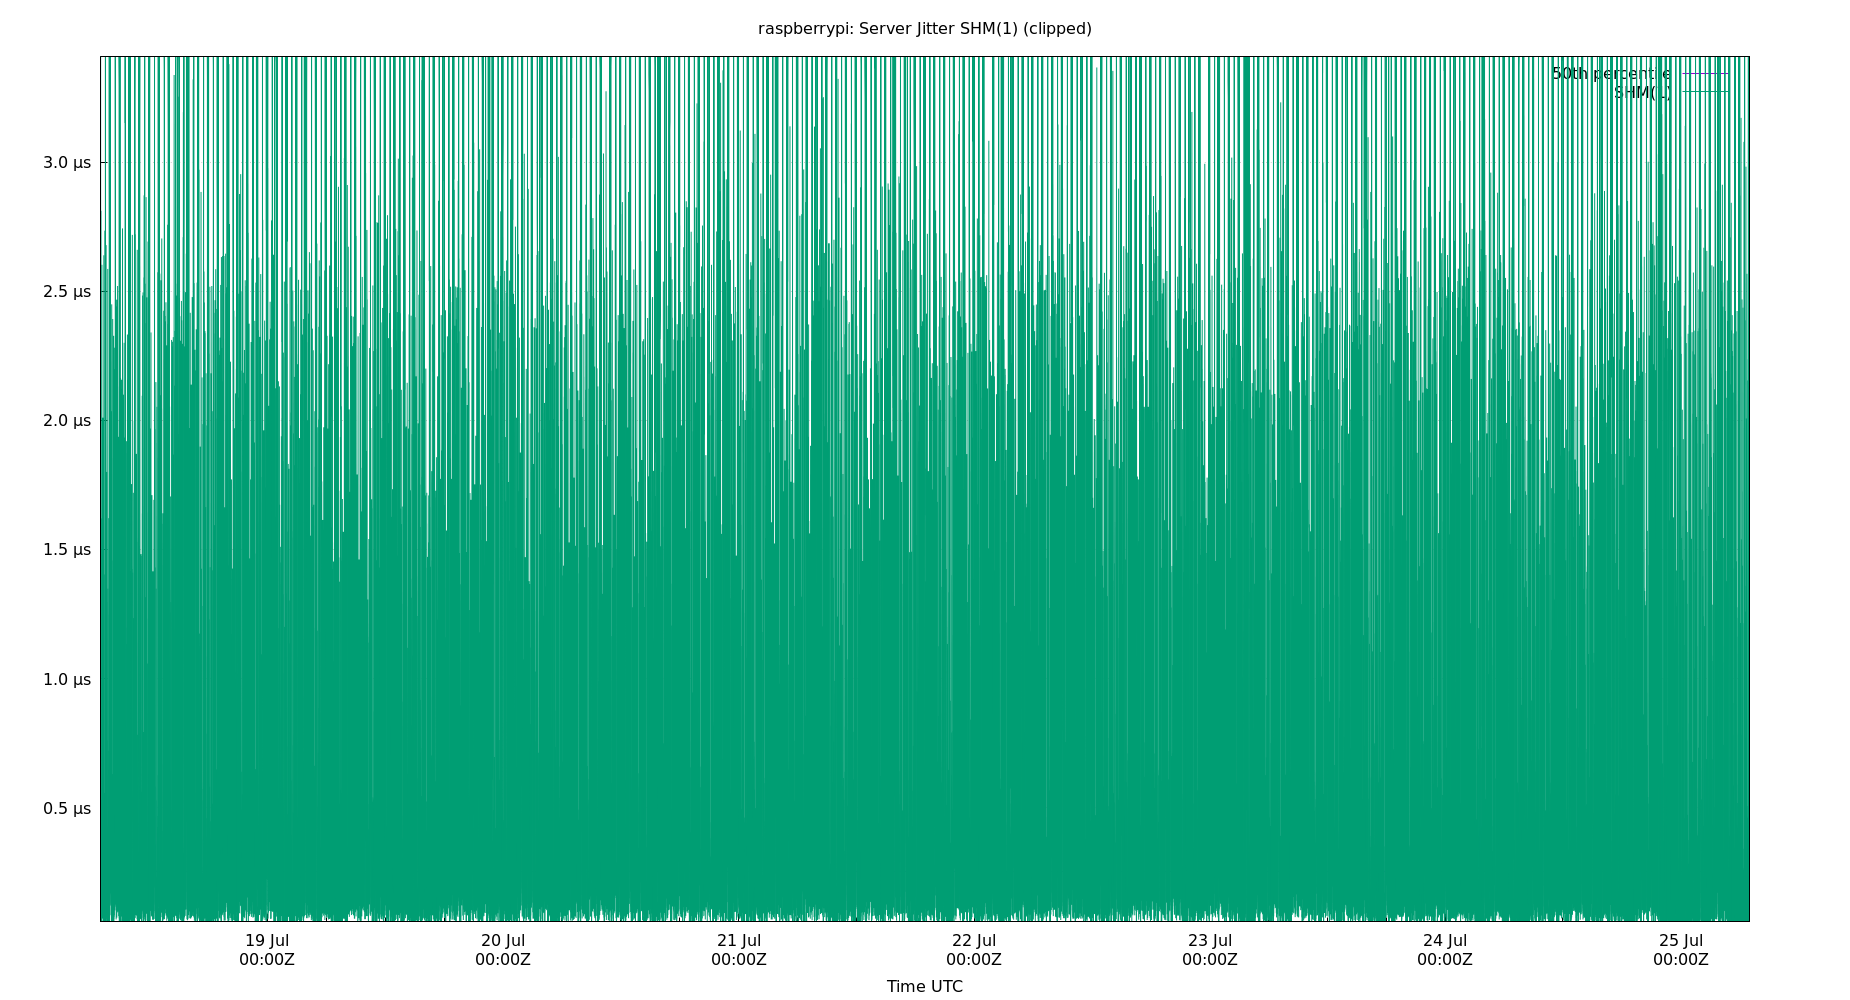 raspberrypi: Server Jitter SHM(1) (clipped)
50th percentile
SHM(1)
3.0 µs
2.5 µs
2.0 µs
1.5 µs
1.0 µs
0.5 µs
19 Jul 20 Jul 21 Jul 22 Jul 23 Jul 24 Jul 25 Jul
00:00Z 00:00Z 00:00Z 00:00Z 00:00Z 00:00Z 00:00Z
Time UTC